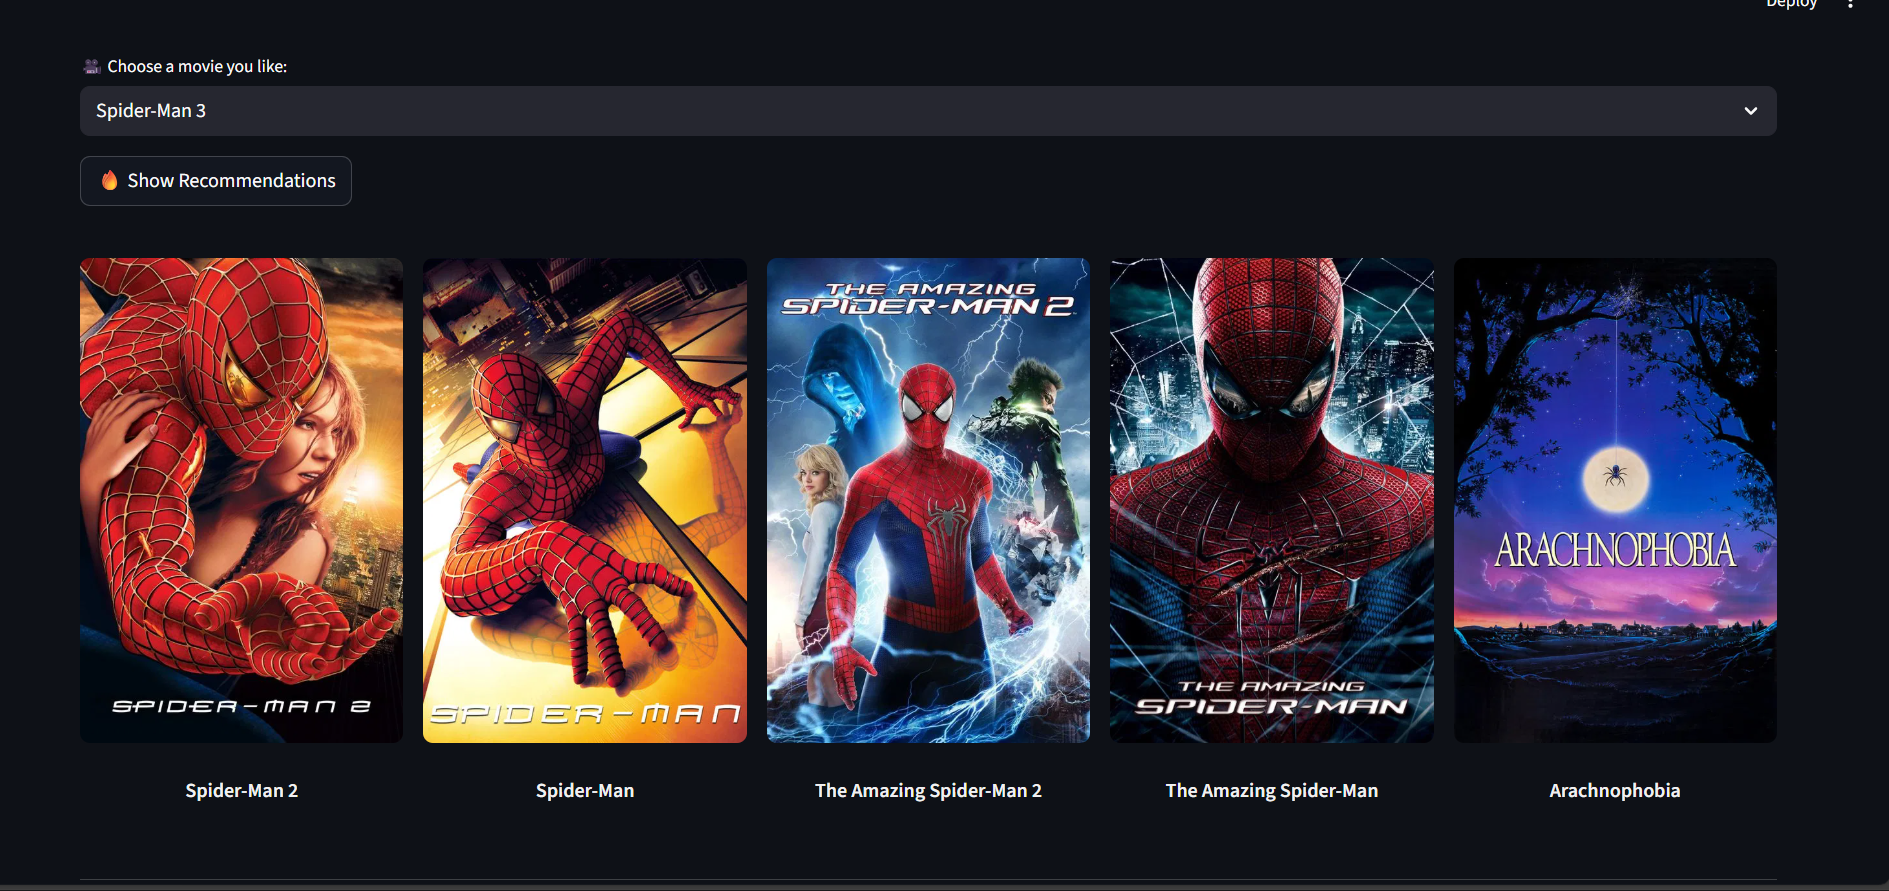 Deploy
Choose a movie you like:
Spider-Man 3
Show Recommendations
SPIDER-MAN 2
SPIDER-MAN
THE AMAZING
SPIDER-MAN 2
THE AMAZING
SPIDER-MAN
ARACHNOPHOBIA
Spider-Man 2
Spider-Man
The Amazing Spider-Man 2
The Amazing Spider-Man
Arachnophobia